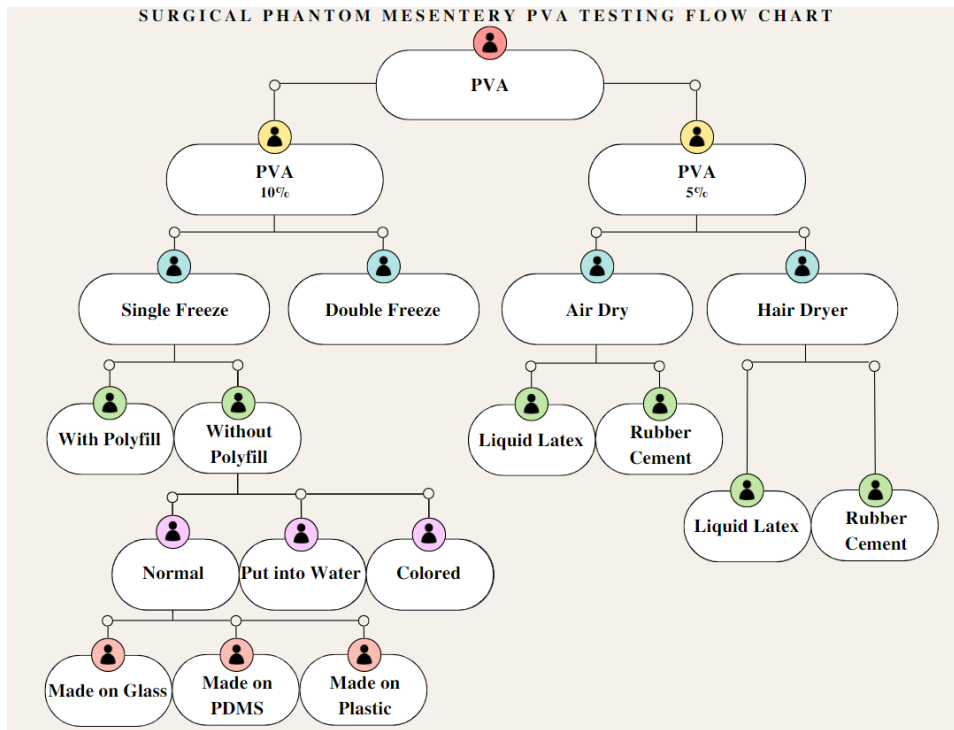 SURGICAL PHANTOM MESENTERY PVA TESTING FLOW CHART
PVA
PVA
10%
PVA
5%
Single Freeze
Double Freeze
Air Dry
Hair Dryer
With Polyfill
Without
Polyfill
Liquid Latex
Rubber
Cement
Liquid Latex
Rubber
Cement
Normal
Put into Water
Colored
Made on Glass
Made on
PDMS
Made on
Plastic